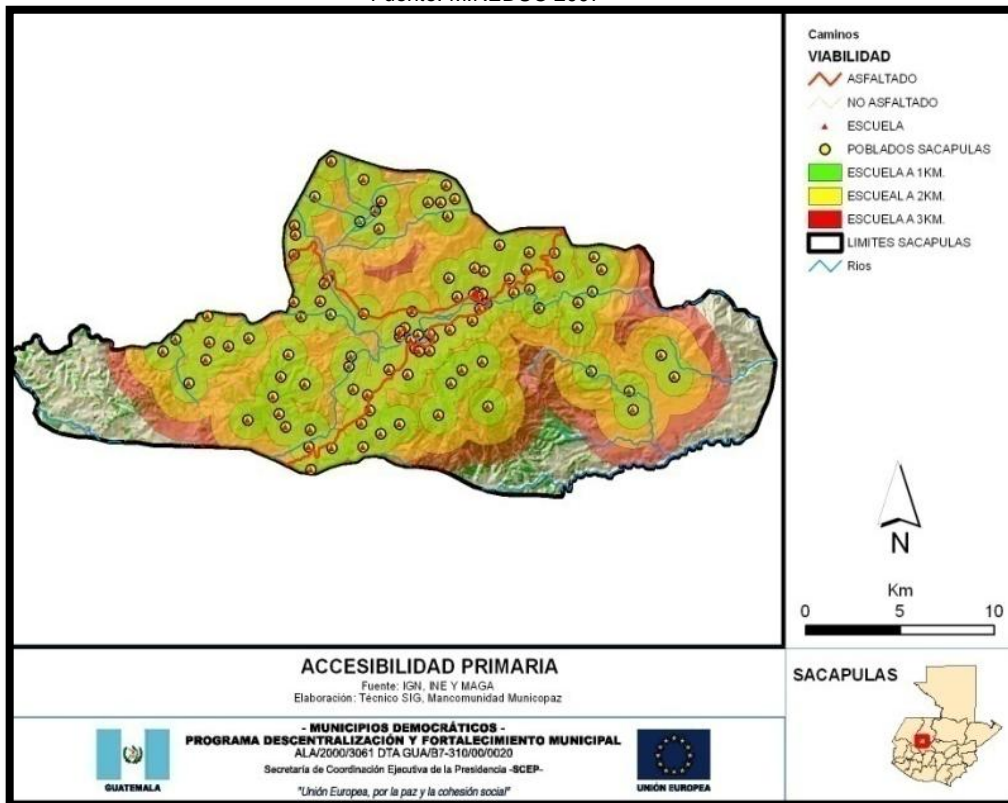 Fuente: MINEDUC 2007
Caminos
VIABILIDAD
ASFALTADO
NO ASFALTADO
ESCUELA
POBLADOS SACAPULAS
ESCUELA A 1KM.
ESCUEAL A 2KM.
ESCUELA A 3KM.
LIMITES SACAPULAS
Rios
N
Km
0 5 10
ACCESIBILIDAD PRIMARIA
Fuente: IGN, INE Y MAGA
Elaboración: Técnico SIG, Mancomunidad Municopaz
SACAPULAS
- MUNICIPIOS DEMOCRÁTICOS -
PROGRAMA DESCENTRALIZACIÓN Y FORTALECIMIENTO MUNICIPAL
ALA/2000/3061 DTA GUA/B7-310/00/0020
Secretaría de Coordinación Ejecutiva de la Presidencia -SCEP-
"Unión Europea, por la paz y la cohesión social"
GUATEMALA
UNIÓN EUROPEA